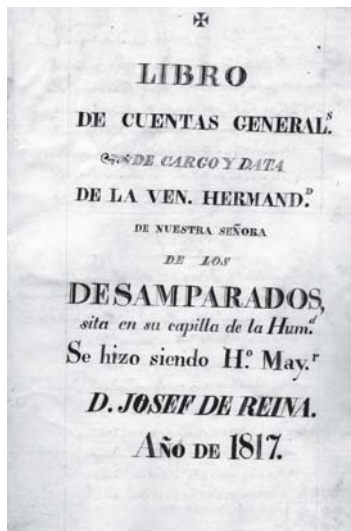 LIBRO
DE CUENTAS GENERAL.S
DE CARGO Y DATA
DE LA VEN. HERMAND.D
DE NUESTRA SEÑORA
DE LOS
DESAMPARADOS,
sita en su capilla de la Hum.d
Se hizo siendo H.o May.r
D. JOSEF DE REINA.
AÑO DE 1817.